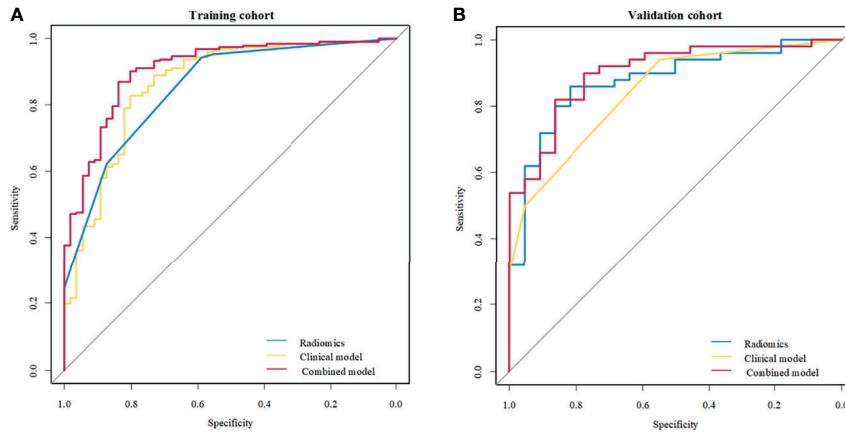 A
Training cohort
1.0
0.8
0.6
0.4
0.2
0.0
Sensitivity
Radiomics
Clinical model
Combined model
1.0 0.8 0.6 0.4 0.2 0.0
Specificity
B
Validation cohort
1.0
0.8
0.6
0.4
0.2
0.0
Sensitivity
Radiomics
Clinical model
Combined model
1.0 0.8 0.6 0.4 0.2 0.0
Specificity